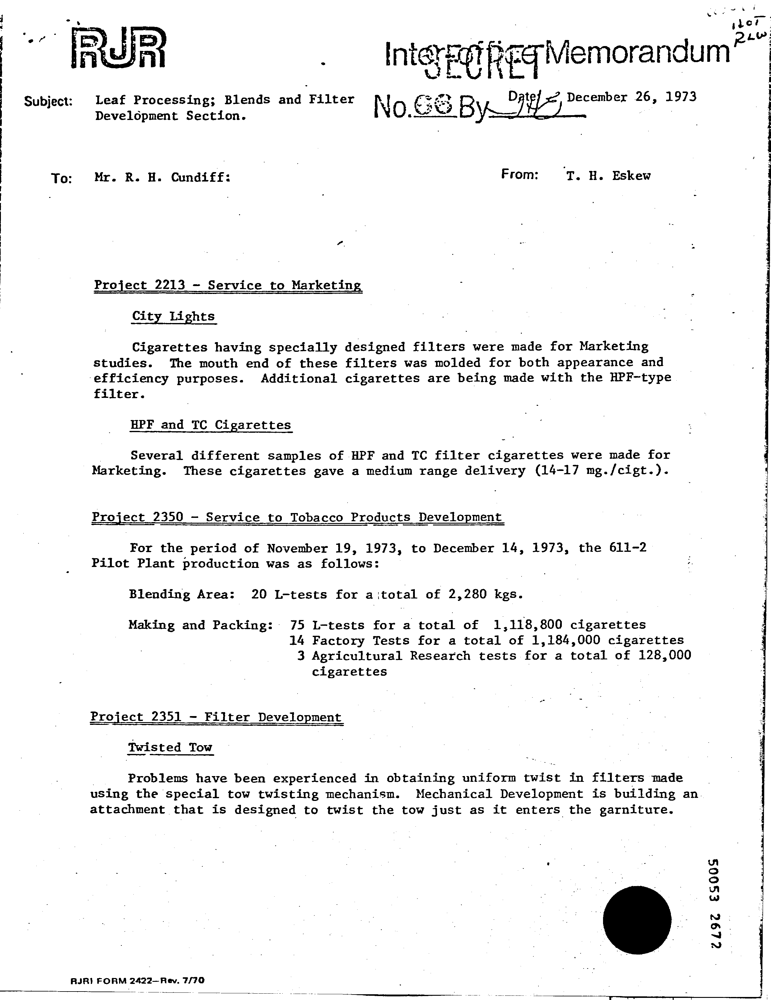 RJR
Interoffice Memorandum
SECRET
No. 66 By
Subject: Leaf Processing; Blends and Filter
Development Section.
Date: December 26, 1973
To: Mr. R. H. Cundiff:
From: T. H. Eskew
Project 2213 - Service to Marketing
City Lights
Cigarettes having specially designed filters were made for Marketing
studies. The mouth end of these filters was molded for both appearance and
efficiency purposes. Additional cigarettes are being made with the HPF-type
filter.
HPF and TC Cigarettes
Several different samples of HPF and TC filter cigarettes were made for
Marketing. These cigarettes gave a medium range delivery (14-17 mg./cigt.).
Project 2350 - Service to Tobacco Products Development
For the period of November 19, 1973, to December 14, 1973, the 611-2
Pilot Plant production was as follows:
Blending Area: 20 L-tests for a total of 2,280 kgs.
Making and Packing: 75 L-tests for a total of 1,118,800 cigarettes
14 Factory Tests for a total of 1,184,000 cigarettes
3 Agricultural Research tests for a total of 128,000
cigarettes
Project 2351 - Filter Development
Twisted Tow
Problems have been experienced in obtaining uniform twist in filters made
using the special tow twisting mechanism. Mechanical Development is building an
attachment that is designed to twist the tow just as it enters the garniture.
50053 2672
RJRI FORM 2422-Rev. 7/70